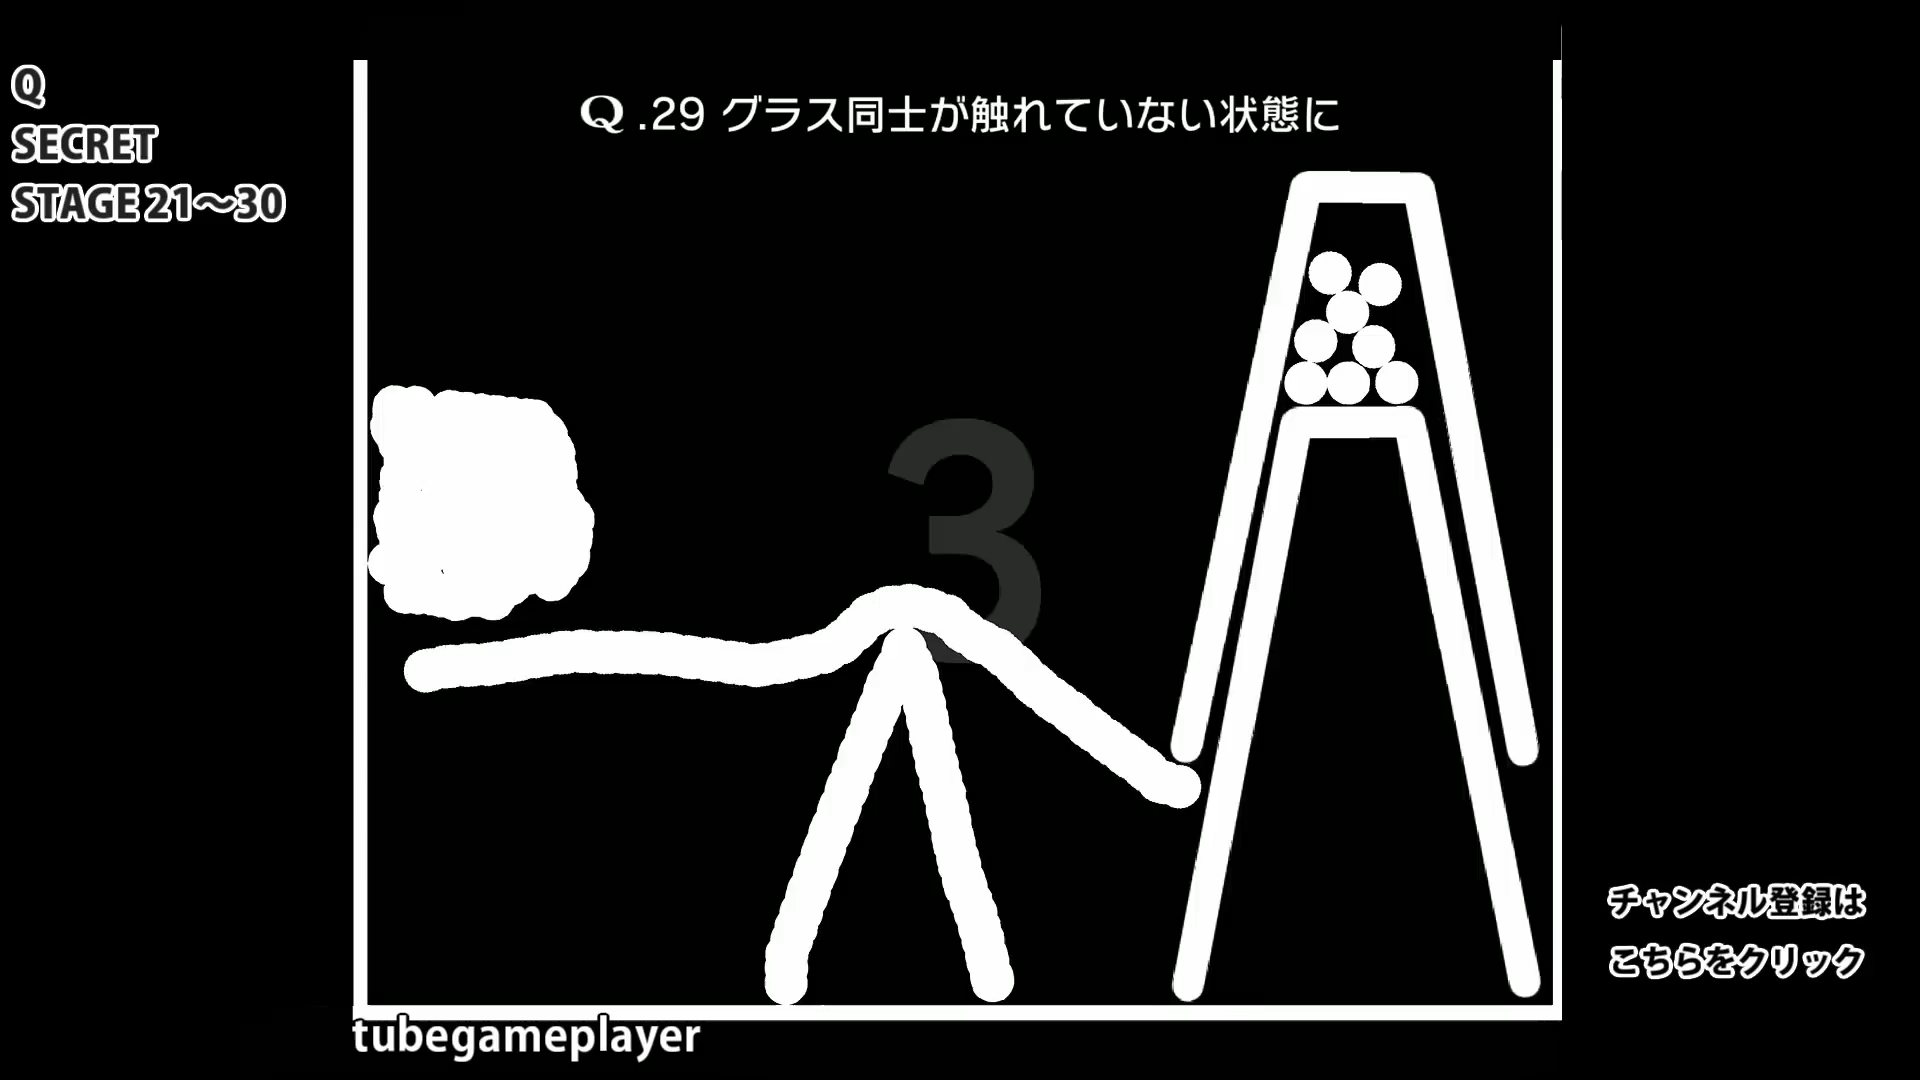 Q
SECRET
STAGE 21～30
Q.29 グラス同士が触れていない状態に
3
チャンネル登録は
こちらをクリック
tubegameplayer